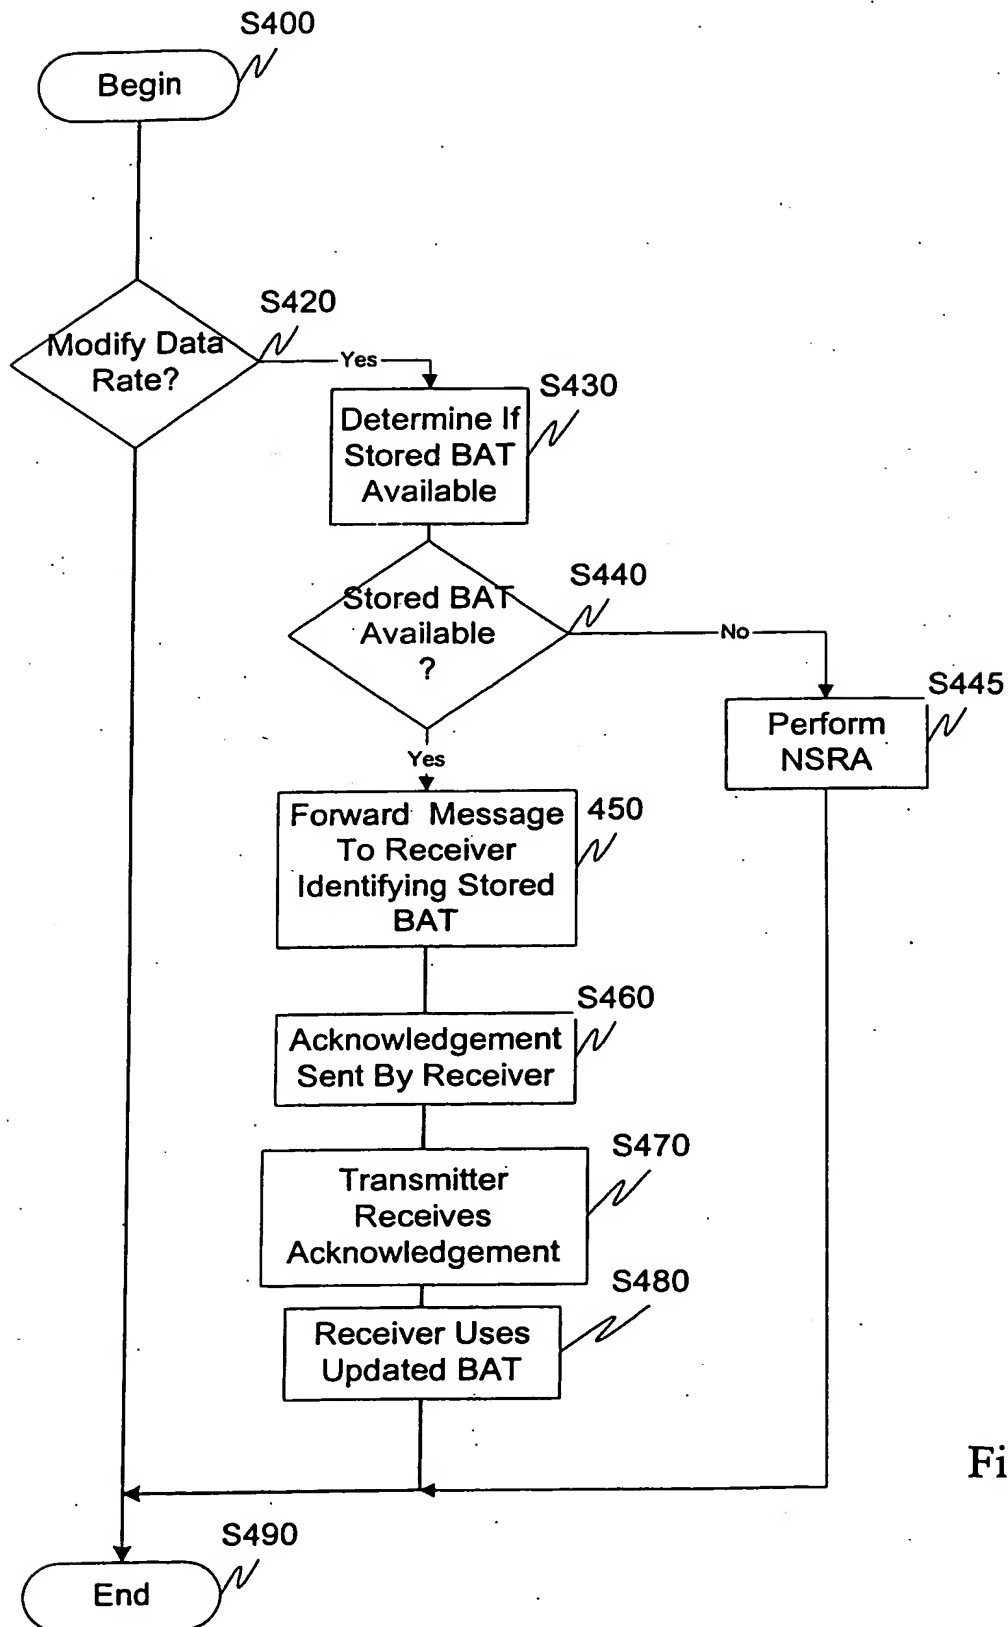 S400
Begin
S420
Modify Data
Rate?
Yes
S430
Determine If
Stored BAT
Available
S440
Stored BAT
Available
?
No
S445
Perform
NSRA
Yes
450
Forward Message
To Receiver
Identifying Stored
BAT
S460
Acknowledgement
Sent By Receiver
S470
Transmitter
Receives
Acknowledgement
S480
Receiver Uses
Updated BAT
Fi
S490
End